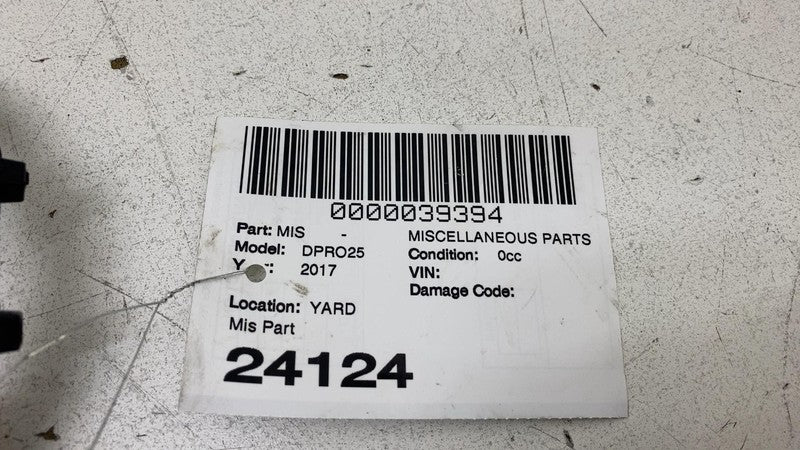 0000039394
Part: MIS - MISCELLANEOUS PARTS
Model: DPRO25 Condition: 0cc
2017 VIN:
Damage Code:
Location: YARD
Mis Part
24124